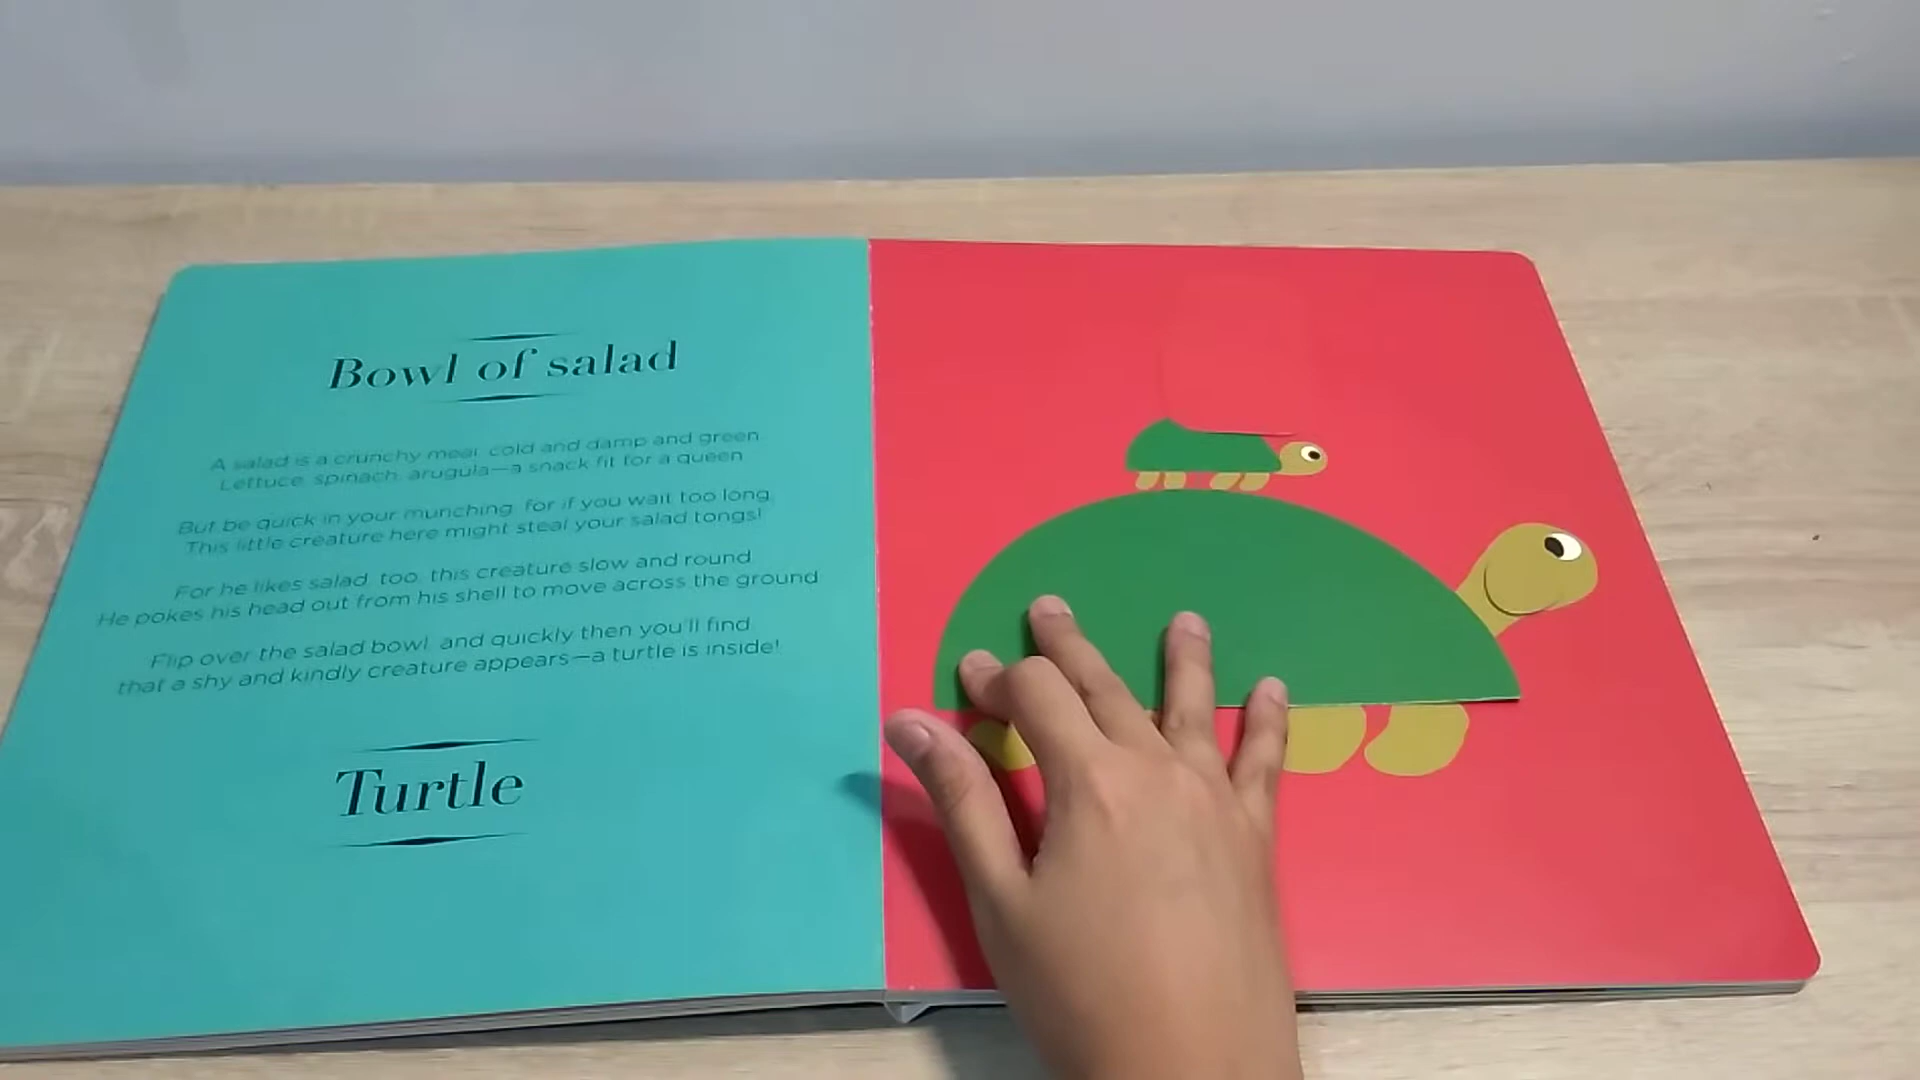 Bowl of salad
A salad is a crunchy meal, cold and damp and green.
Lettuce, spinach, arugula—a snack fit for a queen.
But be quick in your munching, for if you wait too long,
This little creature here might steal your salad tongs!
For he likes salad, too, this creature slow and round.
He pokes his head out from his shell to move across the ground.
Flip over the salad bowl, and quickly then you'll find
that a shy and kindly creature appears—a turtle is inside!
Turtle